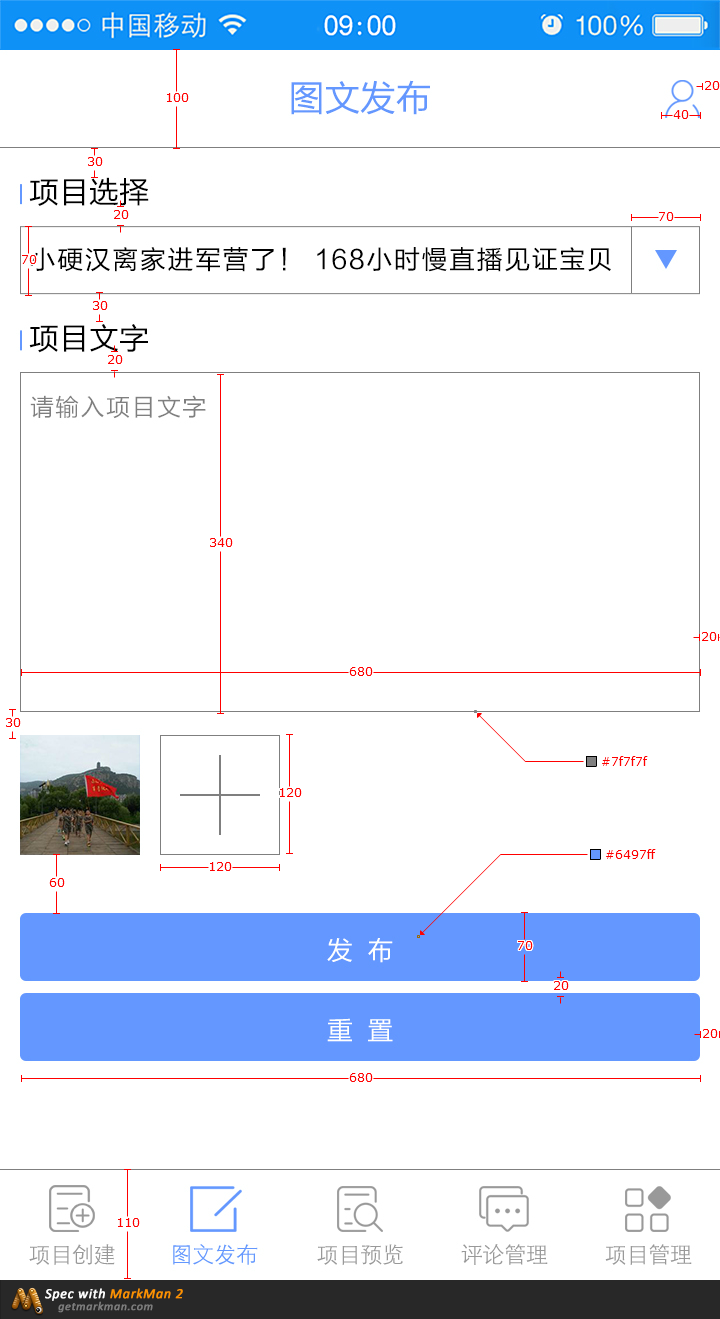 中国移动 09:00 100%
图文发布
20
100
40
30
项目选择
20
70
70 小硬汉离家进军营了！ 168小时慢直播见证宝贝
30
项目文字
20
请输入项目文字
340
20
680
30
#7f7f7f
120
#6497ff
120
60
发 布
70
20
重 置
20
680
110
项目创建 图文发布 项目预览 评论管理 项目管理
Spec with MarkMan 2
getmarkman.com